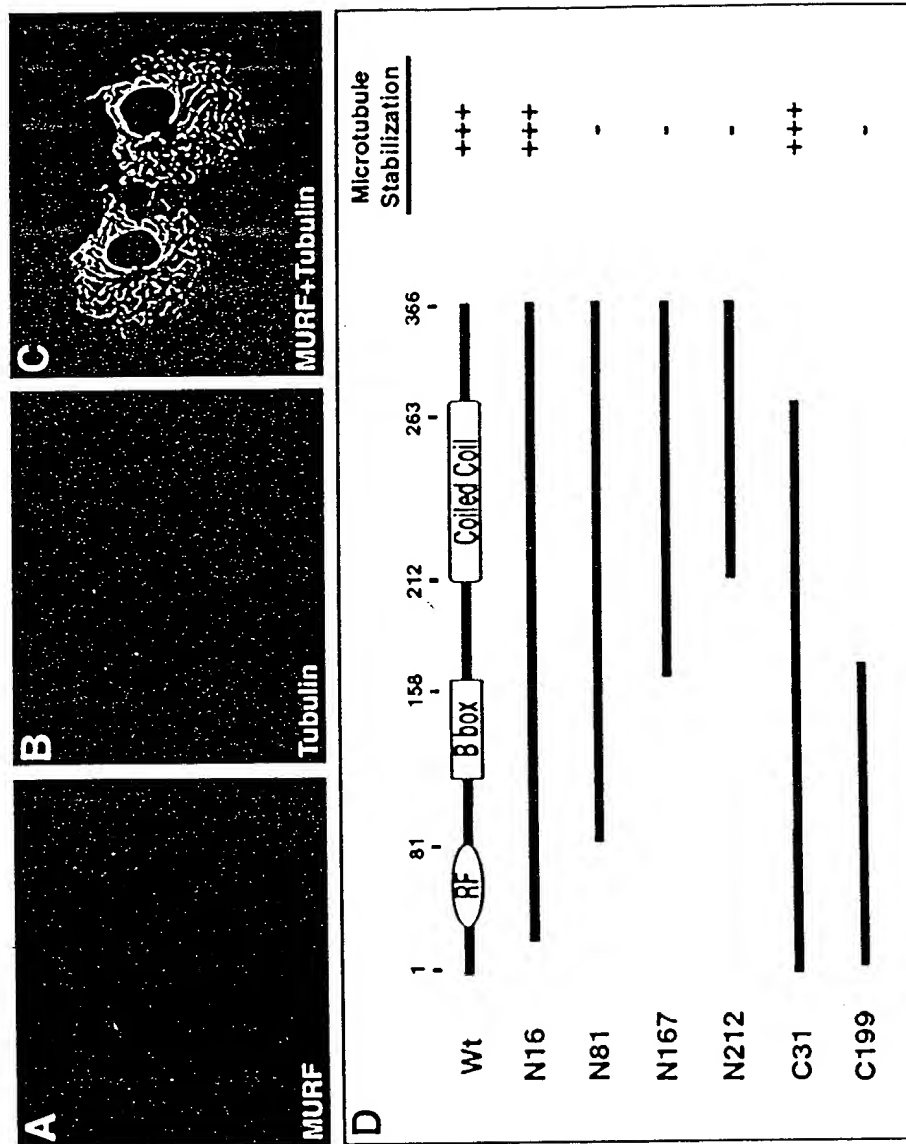 A
MURF
B
Tubulin
C
MURF+Tubulin
D
Microtubule
Stabilization
1 81 158 212 263 366
Wt RF B box Coiled Coil +++
N16 +++
N81 -
N167 -
N212 -
C31 +++
C199 -